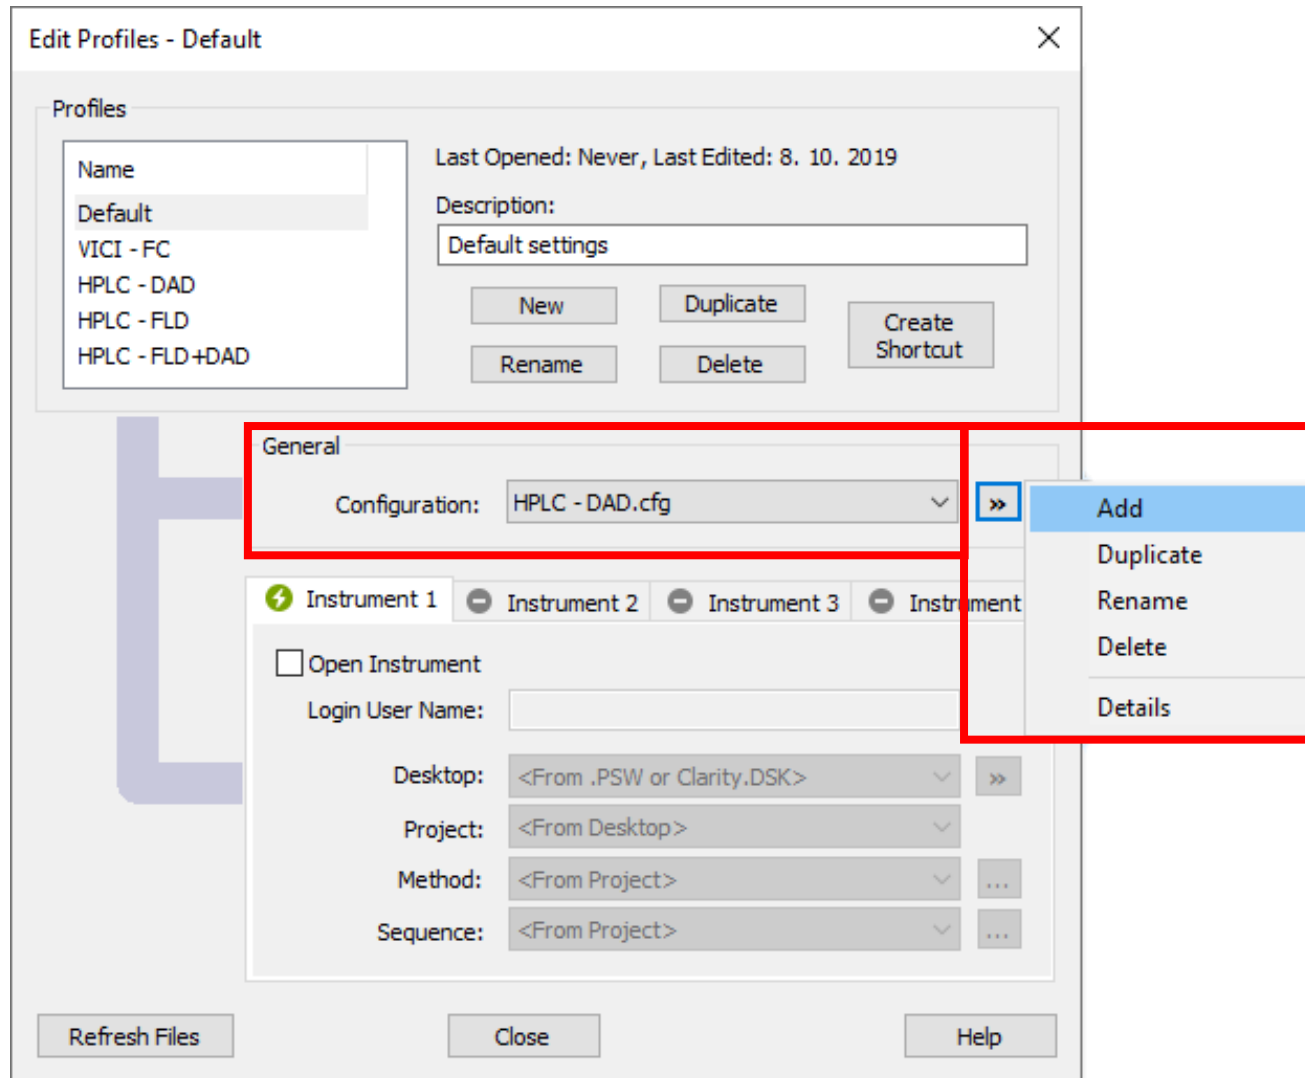 Edit Profiles - Default
Profiles
Name
Default
VICI - FC
HPLC - DAD
HPLC - FLD
HPLC - FLD+DAD
Last Opened: Never, Last Edited: 8. 10. 2019
Description:
Default settings
New
Duplicate
Create
Shortcut
Rename
Delete
General
Configuration:
HPLC - DAD.cfg
»
Add
Duplicate
Rename
Delete
Details
Instrument 1
Instrument 2
Instrument 3
Instrument
Open Instrument
Login User Name:
Desktop:
<From .PSW or Clarity.DSK>
»
Project:
<From Desktop>
Method:
<From Project>
...
Sequence:
<From Project>
...
Refresh Files
Close
Help